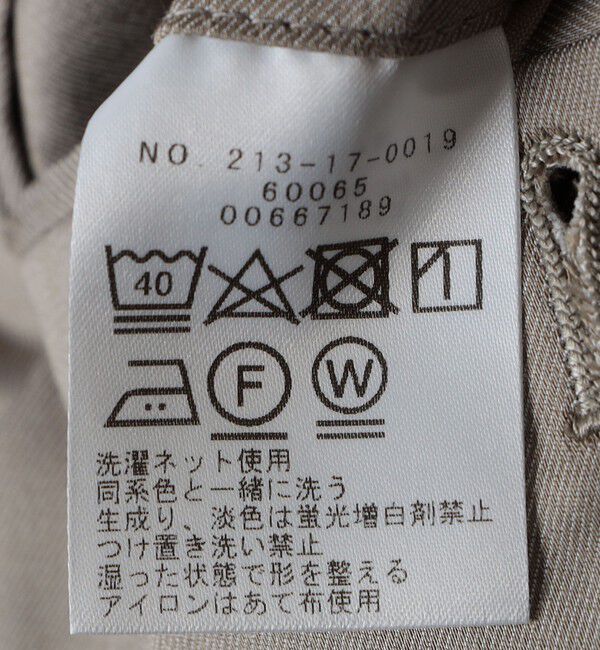 NO. 213-17-0019
60065
00667189
40
F W
洗濯ネット使用
同系色と一緒に洗う
生成り、淡色は蛍光増白剤禁止
つけ置き洗い禁止
湿った状態で形を整える
アイロンはあて布使用